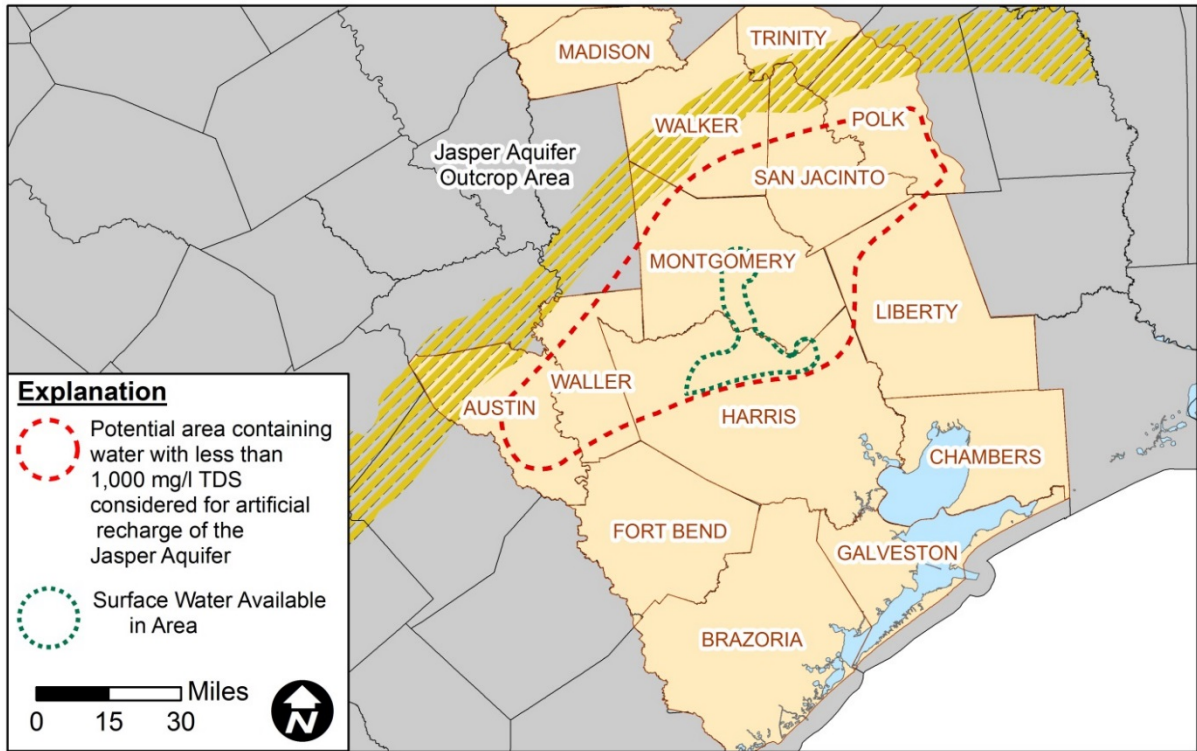 MADISON
TRINITY
WALKER
POLK
Jasper Aquifer
Outcrop Area
SAN JACINTO
MONTGOMERY
LIBERTY
WALLER
AUSTIN
HARRIS
CHAMBERS
FORT BEND
GALVESTON
BRAZORIA
Explanation
Potential area containing
water with less than
1,000 mg/l TDS
considered for artificial
recharge of the
Jasper Aquifer
Surface Water Available
in Area
Miles
0 15 30
N